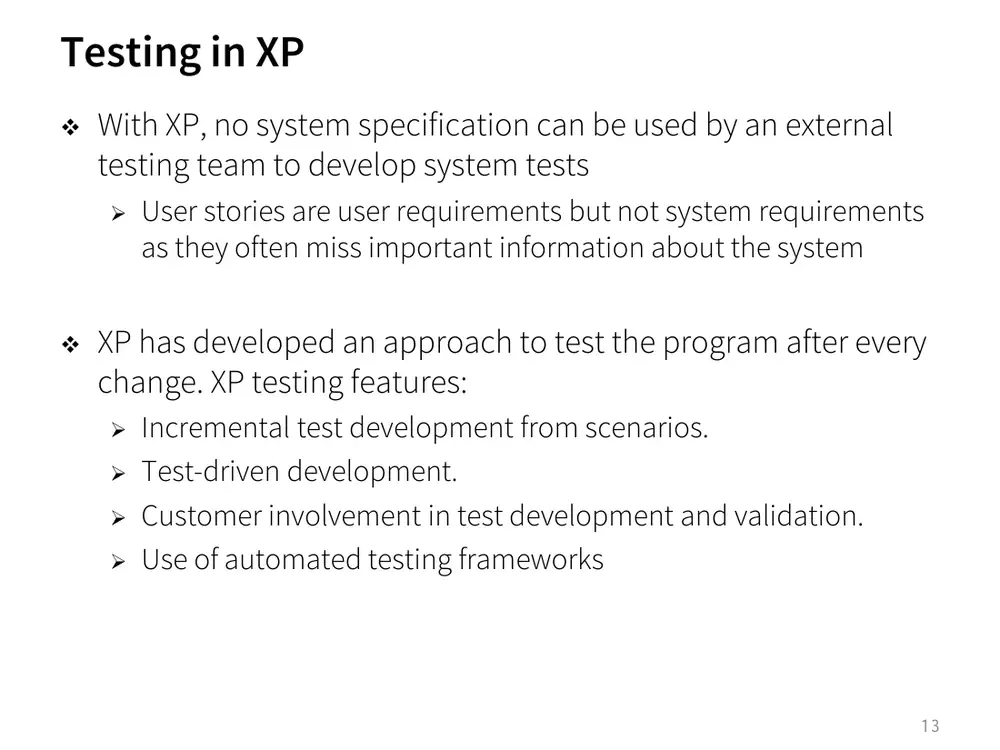 Testing in XP
❖ With XP, no system specification can be used by an external
testing team to develop system tests
➢ User stories are user requirements but not system requirements
as they often miss important information about the system
❖ XP has developed an approach to test the program after every
change. XP testing features:
➢ Incremental test development from scenarios.
➢ Test-driven development.
➢ Customer involvement in test development and validation.
➢ Use of automated testing frameworks
13